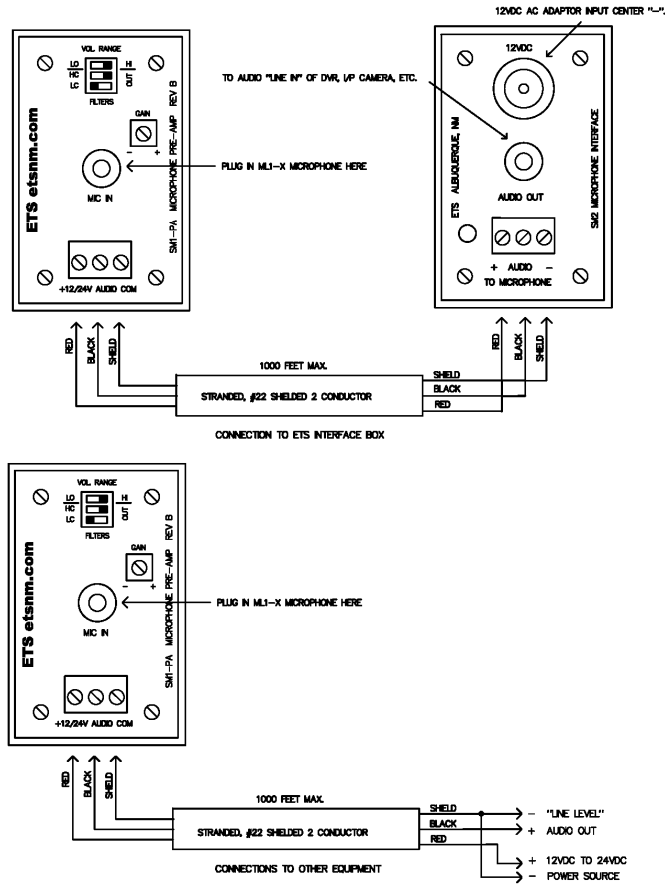 12VDC AC ADAPTOR INPUT CENTER "–".
VOL. RANGE
LO HI
HC OUT
LC
FILTERS
GAIN
- +
MIC IN
ETS etsnm.com
SM1-PA MICROPHONE PRE-AMP REV B
+12/24V AUDIO COM
TO AUDIO "LINE IN" OF DVR, I/P CAMERA, ETC.
PLUG IN ML1-X MICROPHONE HERE
12VDC
AUDIO OUT
ETS ALBUQUERQUE, NM
SM2 MICROPHONE INTERFACE
+ AUDIO -
TO MICROPHONE
RED
BLACK
SHIELD
1000 FEET MAX.
STRANDED, #22 SHIELDED 2 CONDUCTOR
SHIELD
BLACK
RED
RED
BLACK
SHIELD
CONNECTION TO ETS INTERFACE BOX
VOL. RANGE
LO HI
HC OUT
LC
FILTERS
GAIN
- +
MIC IN
ETS etsnm.com
SM1-PA MICROPHONE PRE-AMP REV B
+12/24V AUDIO COM
PLUG IN ML1-X MICROPHONE HERE
RED
BLACK
SHIELD
1000 FEET MAX.
STRANDED, #22 SHIELDED 2 CONDUCTOR
SHIELD
BLACK
RED
- "LINE LEVEL"
+ AUDIO OUT
+ 12VDC TO 24VDC
- POWER SOURCE
CONNECTIONS TO OTHER EQUIPMENT